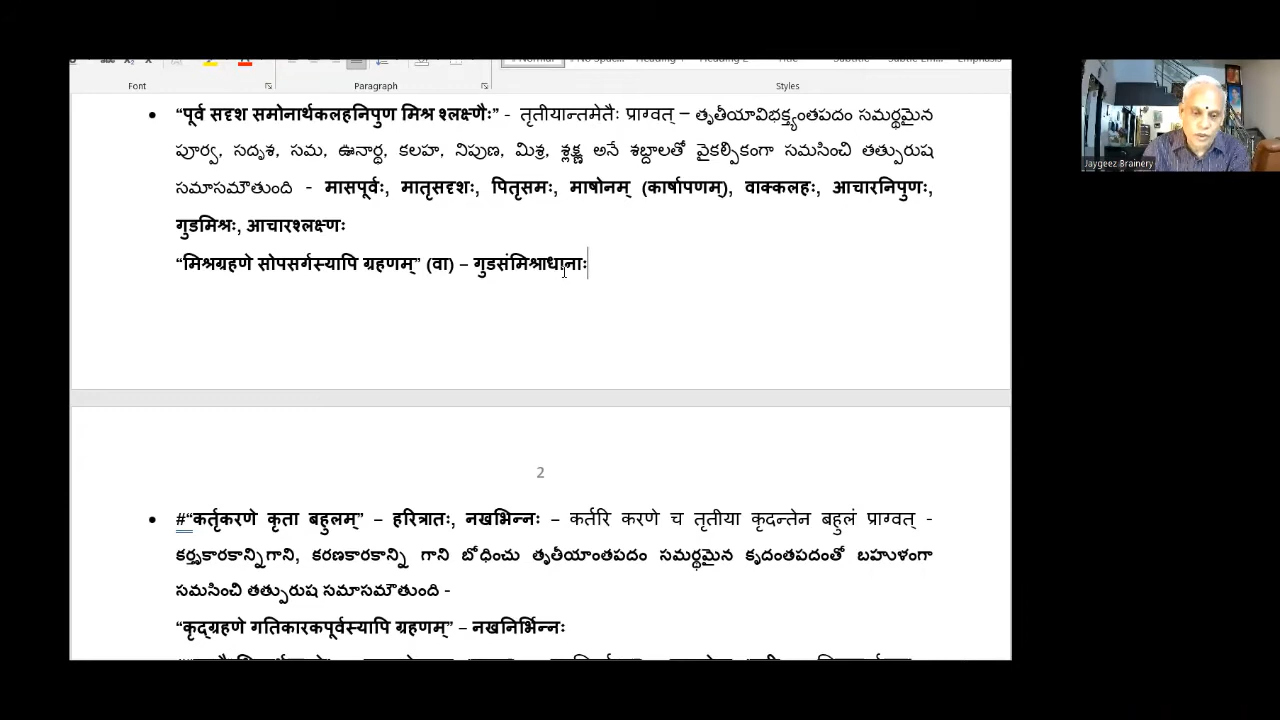 Font
Paragraph
Styles
• “पूर्व सदृश समोनार्थकलहनिपुण मिश्र श्लक्ष्णैः” - तृतीयान्तमेतैः प्राग्वत् – తృతీయావిభక్త్యంతపదం సమర్థమైన
పూర్వ, సదృశ, సమ, ఊనార్థ, కలహ, నిపుణ, మిశ్ర, శ్లక్ష్ణ అనే శబ్దాలతో వైకల్పికంగా సమసించి తత్పురుష
సమాసమౌతుంది - मासपूर्वः, मातृसदृशः, पितृसमः, माषोनम् (कार्षापणम्), वाक्कलहः, आचारनिपुणः,
गुडमिश्रः, आचारश्लक्ष्णः
“मिश्रग्रहणे सोपसर्गस्यापि ग्रहणम्” (वा) – गुडसंमिश्राधानाः
2
• #“कर्तृकरणे कृता बहुलम्” – हरित्रातः, नखभिन्नः – कर्तरि करणे च तृतीया कृदन्तेन बहुलं प्राग्वत् -
కర్తృకారకాన్నిగాని, కరణకారకాన్ని గాని బోధించు తృతీయాంతపదం సమర్థమైన కృదంతపదంతో బహుళంగా
సమసించి తత్పురుష సమాసమౌతుంది -
“कृद्ग्रहणे गतिकारकपूर्वस्यापि ग्रहणम्” – नखनिर्भिन्नः
Jaygeez Brainery